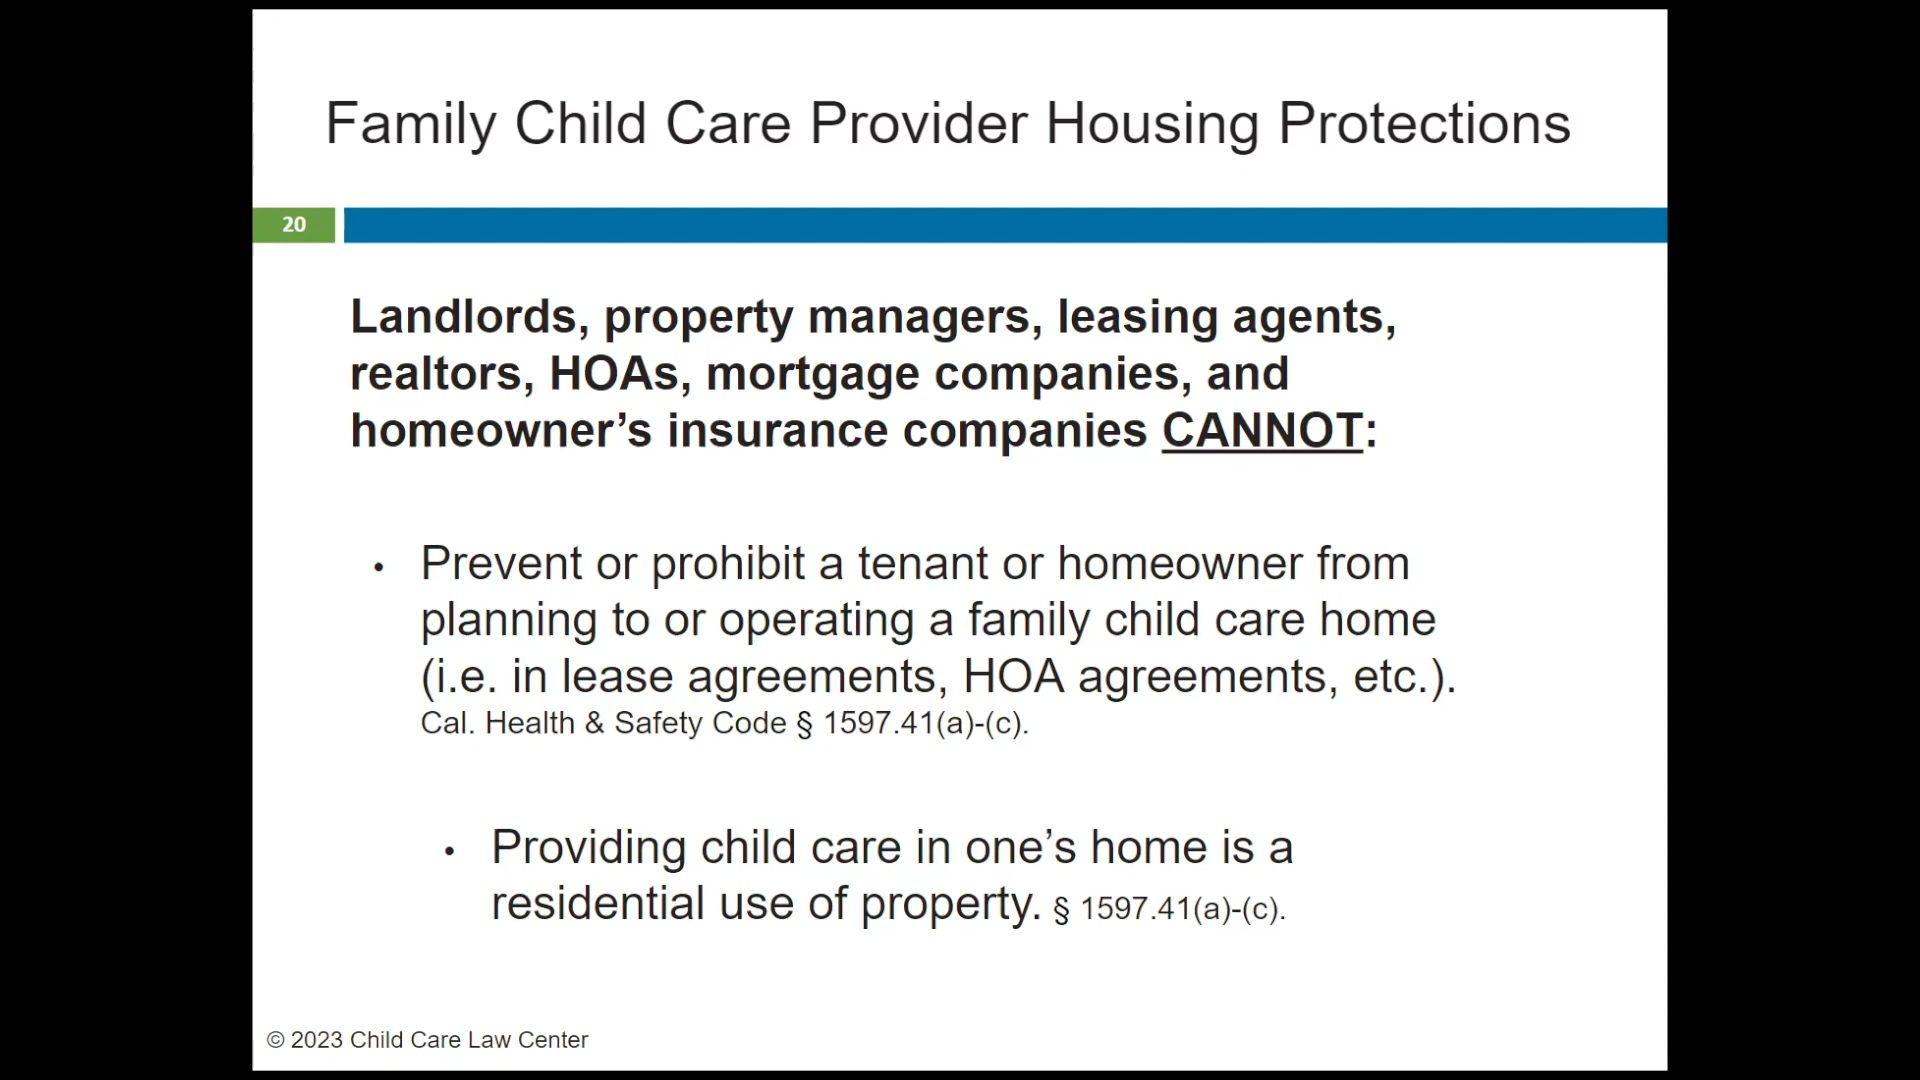 Family Child Care Provider Housing Protections
20
Landlords, property managers, leasing agents,
realtors, HOAs, mortgage companies, and
homeowner’s insurance companies CANNOT:
• Prevent or prohibit a tenant or homeowner from
planning to or operating a family child care home
(i.e. in lease agreements, HOA agreements, etc.).
Cal. Health & Safety Code § 1597.41(a)-(c).
• Providing child care in one’s home is a
residential use of property. § 1597.41(a)-(c).
© 2023 Child Care Law Center